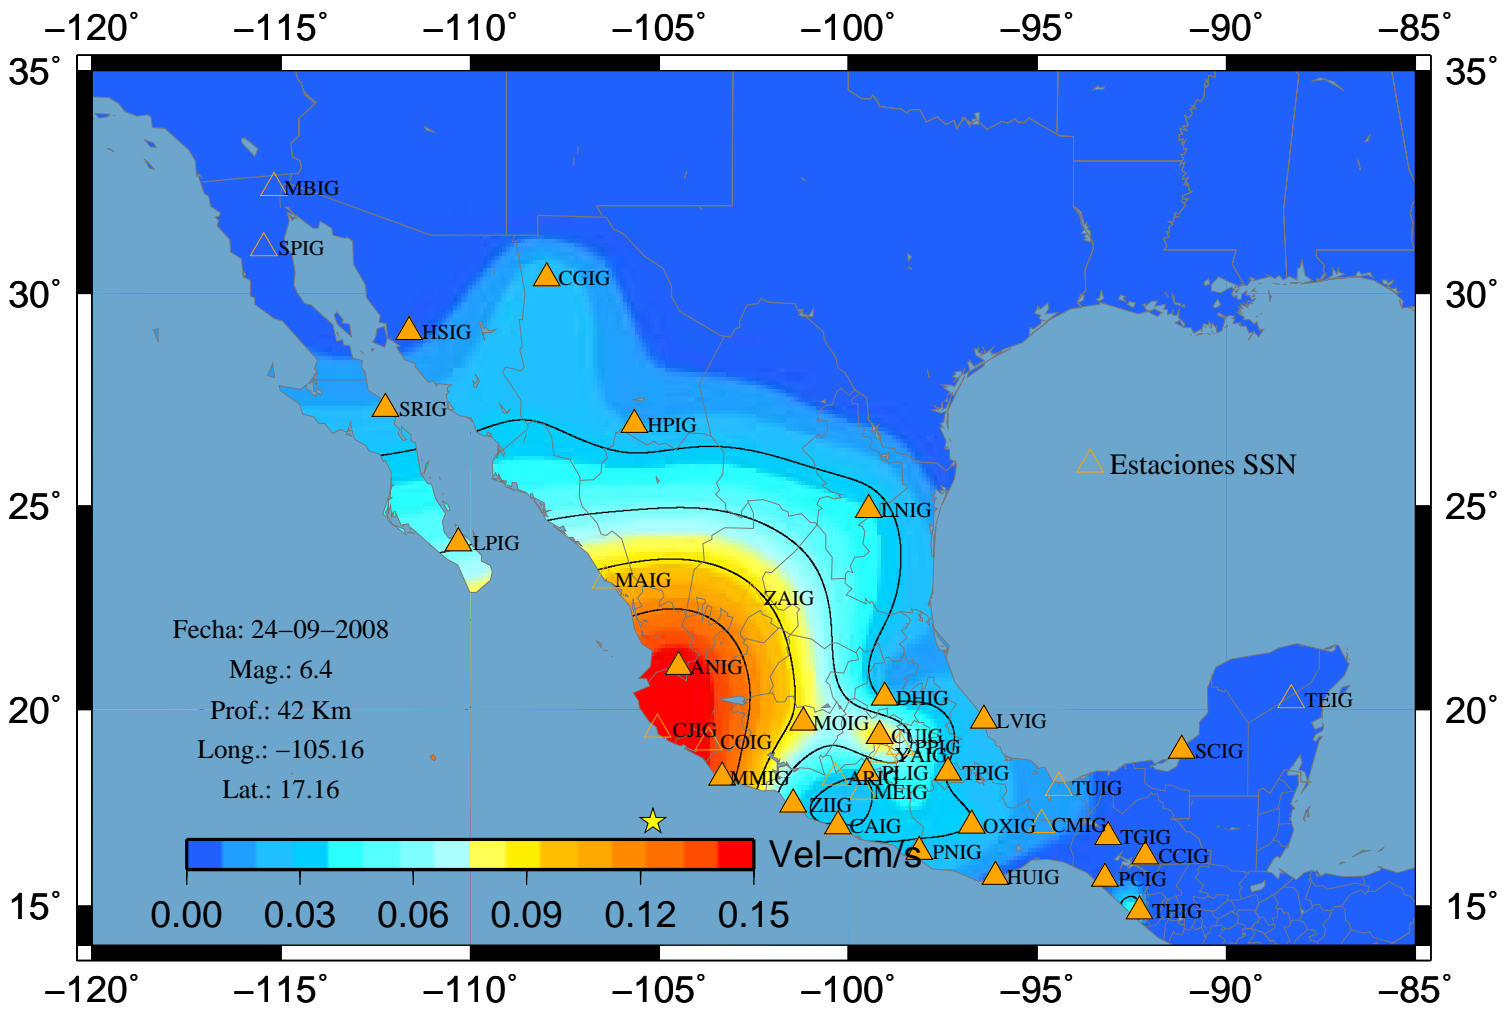 −120° −115° −110° −105° −100° −95° −90° −85°
35° 35°
MBIG
SPIG
30° 30°
CGIG
HSIG
SRIG
HPIG
Estaciones SSN
25° 25°
LNIG
LPIG
MAIG
ZAIG
Fecha: 24−09−2008
Mag.: 6.4
Prof.: 42 Km
Long.: −105.16
Lat.: 17.16
ANIG
DHIG
TEIG
20° 20°
CJIG
COIG
MOIG
CUIG
PPIG
YAIG
LVIG
SCIG
MMIG
ARIG
PLIG
TPIG
MEIG
TUIG
ZIIG
CAIG
OXIG
CMIG
TGIG
Vel−cm/s
PNIG
CCIG
HUIG
PCIG
15° 15°
THIG
0.00 0.03 0.06 0.09 0.12 0.15
−120° −115° −110° −105° −100° −95° −90° −85°